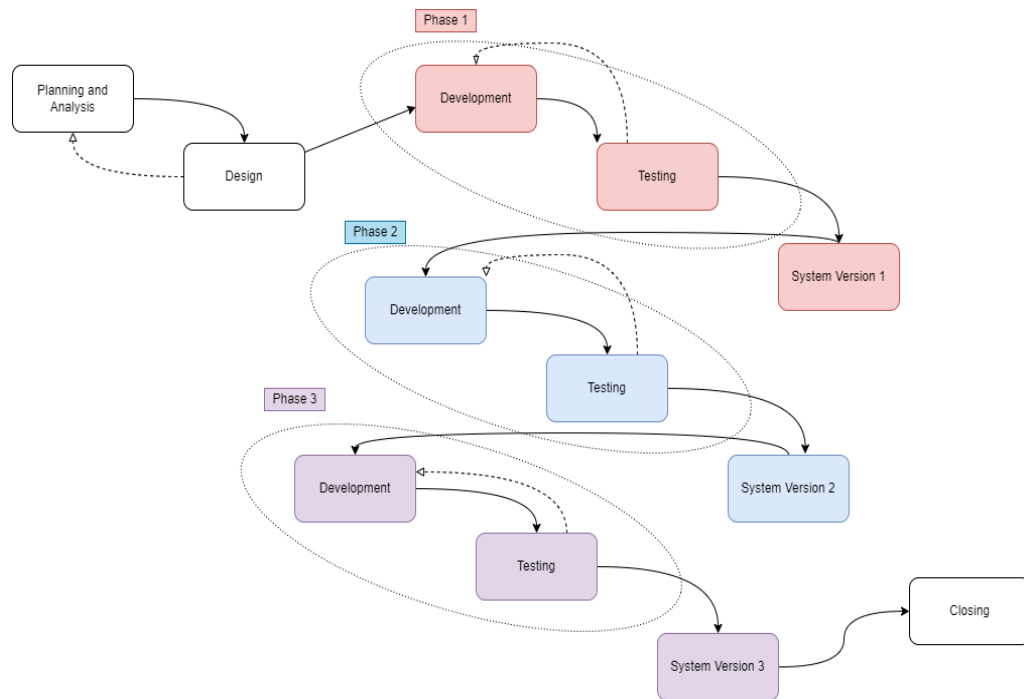 Phase 1
Planning and
Analysis
Development
Design
Testing
Phase 2
System Version 1
Development
Testing
Phase 3
Development
System Version 2
Testing
Closing
System Version 3